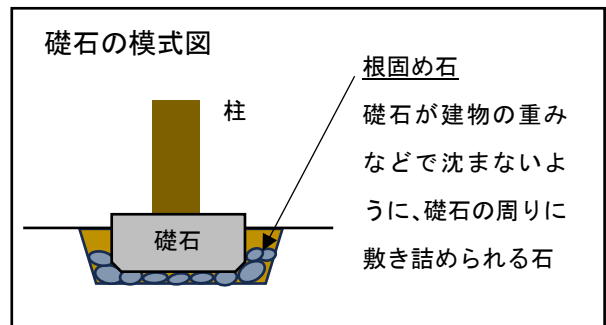 礎石の模式図
根固め石
柱
礎石が建物の重み
などで沈まないよ
うに、礎石の周りに
敷き詰められる石
礎石